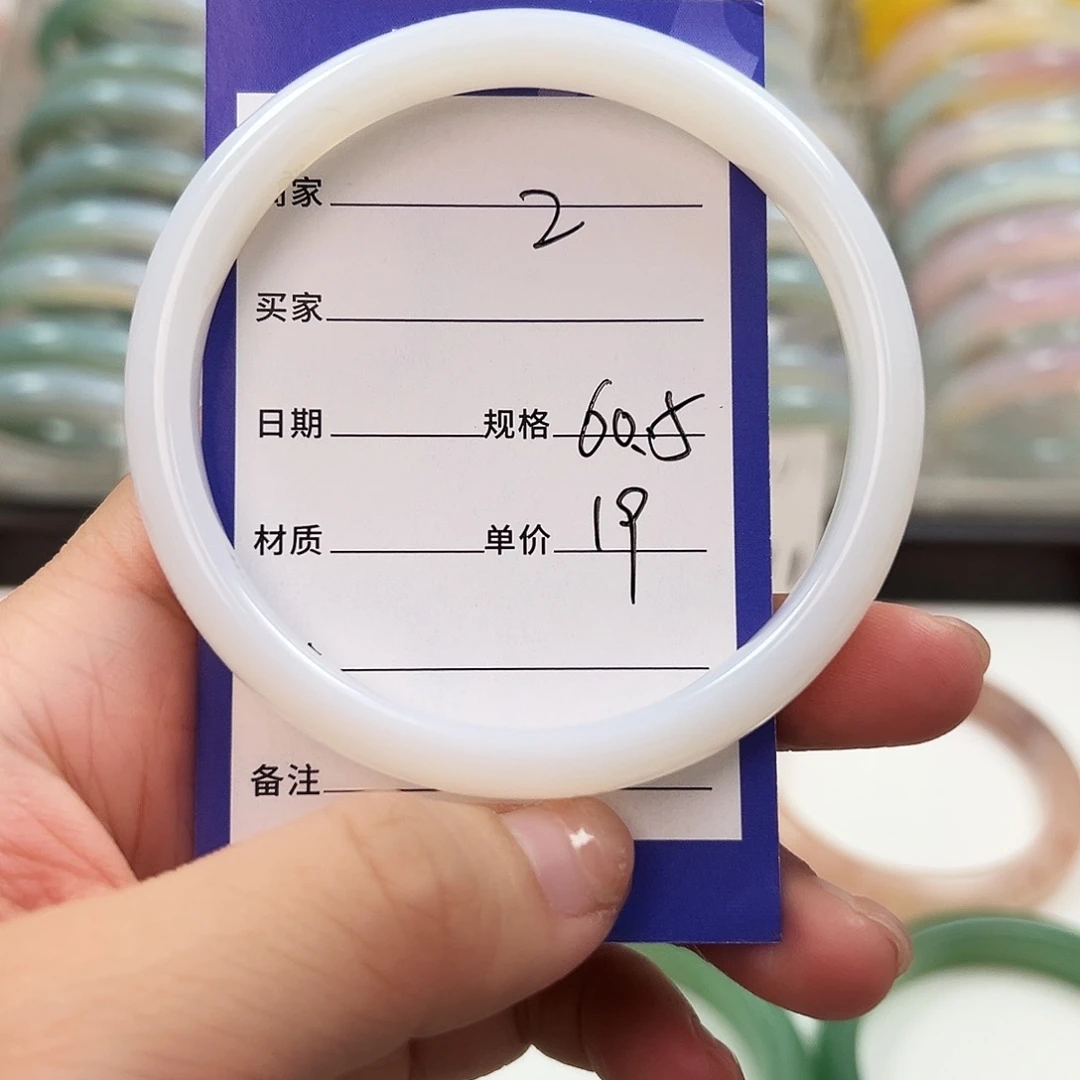 家 2
买家
日期 规格 60.5
材质 单价 19
备注